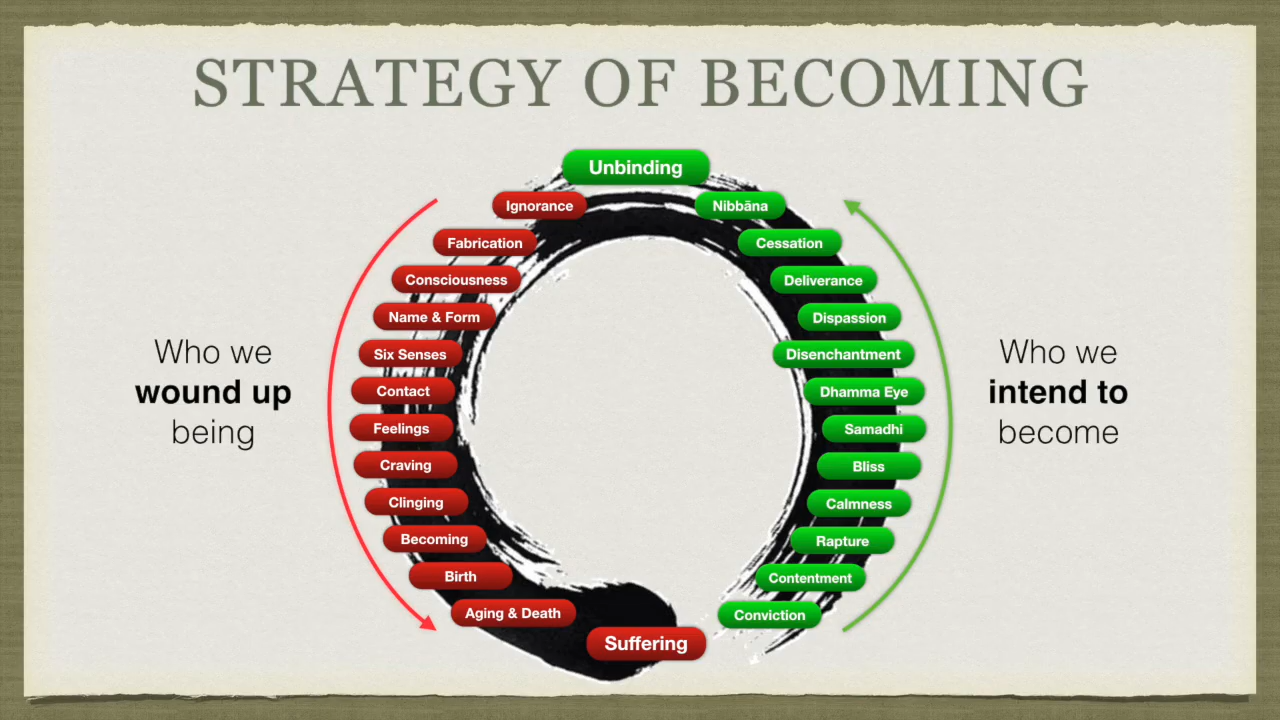 STRATEGY OF BECOMING
Unbinding
Ignorance
Fabrication
Consciousness
Name & Form
Six Senses
Contact
Feelings
Craving
Clinging
Becoming
Birth
Aging & Death
Suffering
Nibbāna
Cessation
Deliverance
Dispassion
Disenchantment
Dhamma Eye
Samadhi
Bliss
Calmness
Rapture
Contentment
Conviction
Who we
wound up
being
Who we
intend to
become